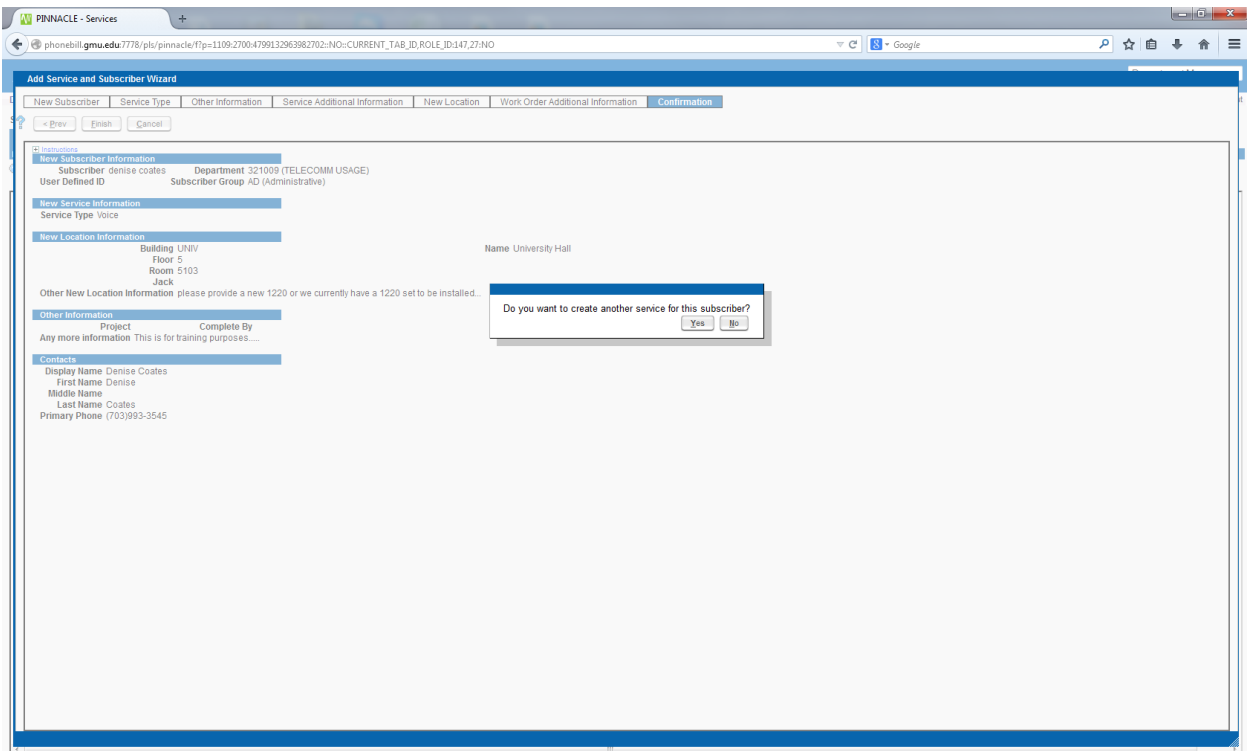 PINNACLE - Services
+
phonebill.gmu.edu:7778/pls/pinnacle/f?p=1109:2700:4799132963982702::NO::CURRENT_TAB_ID,ROLE_ID:147,27:NO
8 Google
Add Service and Subscriber Wizard
New Subscriber Service Type Other Information Service Additional Information New Location Work Order Additional Information Confirmation
< Prev Finish Cancel
+ Instructions
New Subscriber Information
Subscriber denise coates Department 321009 (TELECOMM USAGE)
User Defined ID Subscriber Group AD (Administrative)
New Service Information
Service Type Voice
New Location Information
Building UNIV Name University Hall
Floor 5
Room 5103
Jack
Other New Location Information please provide a new 1220 or we currently have a 1220 set to be installed...
Do you want to create another service for this subscriber?
Yes No
Other Information
Project Complete By
Any more information This is for training purposes.....
Contacts
Display Name Denise Coates
First Name Denise
Middle Name
Last Name Coates
Primary Phone (703)993-3545